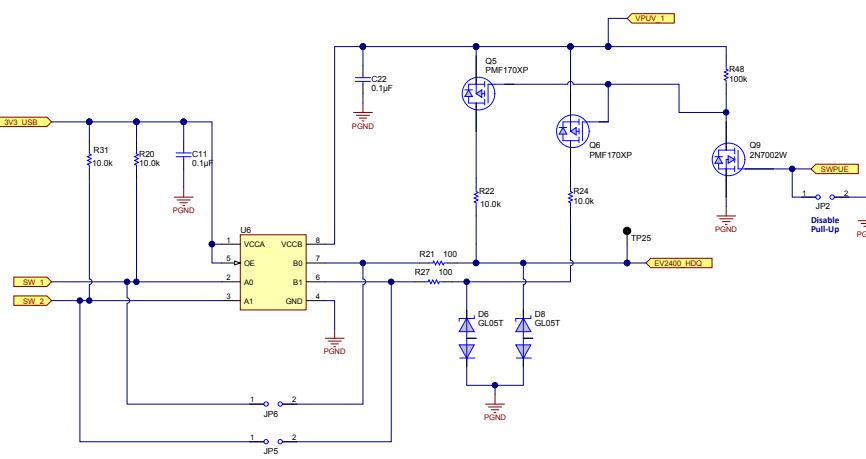 VPUV_1
Q5
PMF170XP
R48
100k
C22
0.1µF
PGND
3V3_USB
R31
10.0k
R20
10.0k
C11
0.1µF
PGND
Q6
PMF170XP
Q9
2N7002W
SWPUE
1 2
JP2
Disable
Pull-Up
PGND
R22
10.0k
R24
10.0k
U6
1 VCCA VCCB 8
5 OE B0 7
2 A0 B1 6
3 A1 GND 4
R21 100
R27 100
TP25
EV2400_HDQ
SW_1
SW_2
D6
GL05T
D8
GL05T
PGND
PGND
1 2
JP6
1 2
JP5